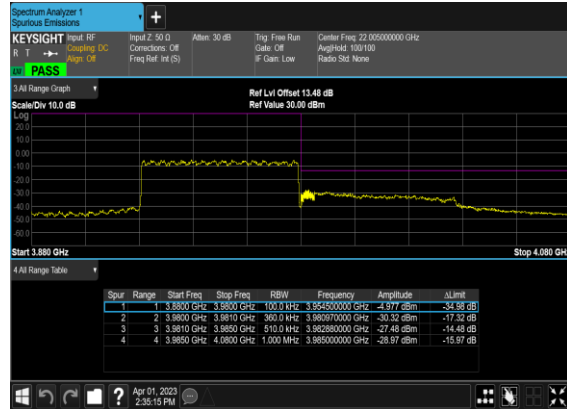 Spectrum Analyzer 1
Spurious Emissions
+
KEYSIGHT Input: RF
R T Coupling: DC
Align: Off
PASS
Input Z: 50 Ω
Corrections: Off
Freq Ref: Int (S)
Atten: 30 dB
Trig: Free Run
Gate: Off
IF Gain: Low
Center Freq: 22.005000000 GHz
Avg|Hold: 100/100
Radio Std: None
3 All Range Graph
Scale/Div 10.0 dB
Ref Lvl Offset 13.48 dB
Ref Value 30.00 dBm
Log
20.0
10.0
0.00
-10.0
-20.0
-30.0
-40.0
-50.0
-60.0
Start 3.880 GHz
Stop 4.080 GHz
4 All Range Table
Spur Range Start Freq Stop Freq RBW Frequency Amplitude ΔLimit
1 1 3.8800 GHz 3.9800 GHz 100.0 kHz 3.954500000 GHz -4.977 dBm -34.98 dB
2 2 3.9800 GHz 3.9810 GHz 360.0 kHz 3.980970000 GHz -30.32 dBm -17.32 dB
3 3 3.9810 GHz 3.9850 GHz 510.0 kHz 3.982880000 GHz -27.48 dBm -14.48 dB
4 4 3.9850 GHz 4.0800 GHz 1.000 MHz 3.985000000 GHz -28.97 dBm -15.97 dB
?
Apr 01, 2023
2:35:15 PM